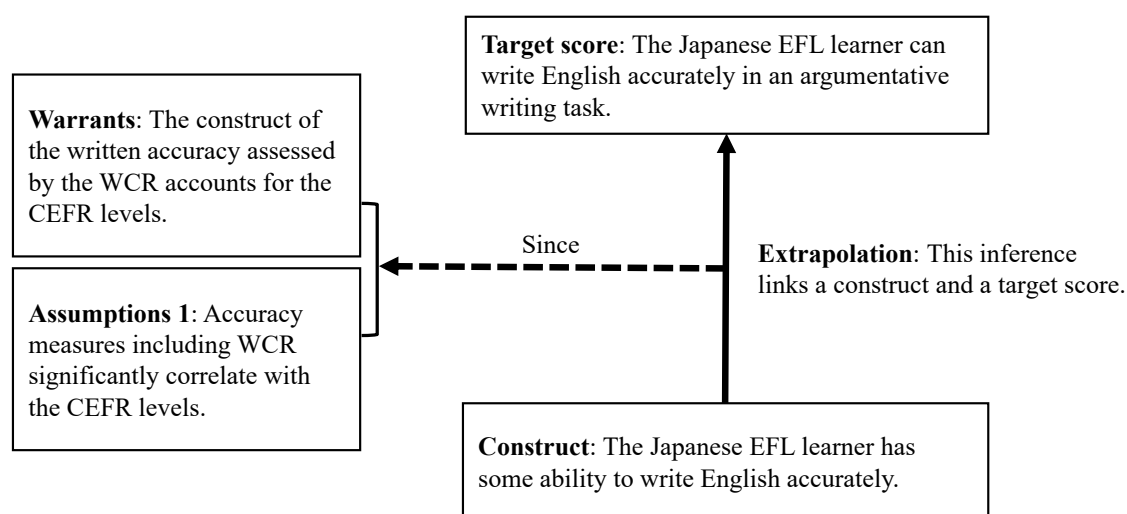 Target score: The Japanese EFL learner can
write English accurately in an argumentative
writing task.
Warrants: The construct of
the written accuracy assessed
by the WCR accounts for the
CEFR levels.
Since
Extrapolation: This inference
links a construct and a target score.
Assumptions 1: Accuracy
measures including WCR
significantly correlate with
the CEFR levels.
Construct: The Japanese EFL learner has
some ability to write English accurately.